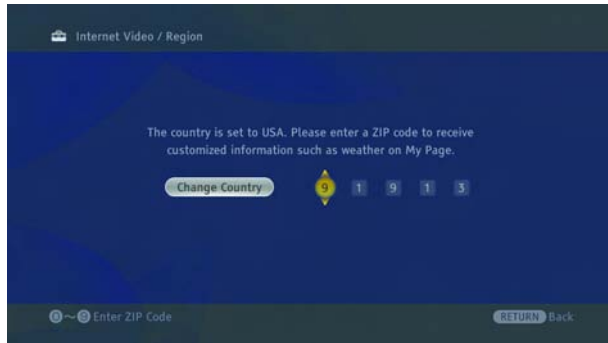 Internet Video / Region
The country is set to USA. Please enter a ZIP code to receive
customized information such as weather on My Page.
Change Country 9 1 9 1 3
0~9 Enter ZIP Code RETURN Back